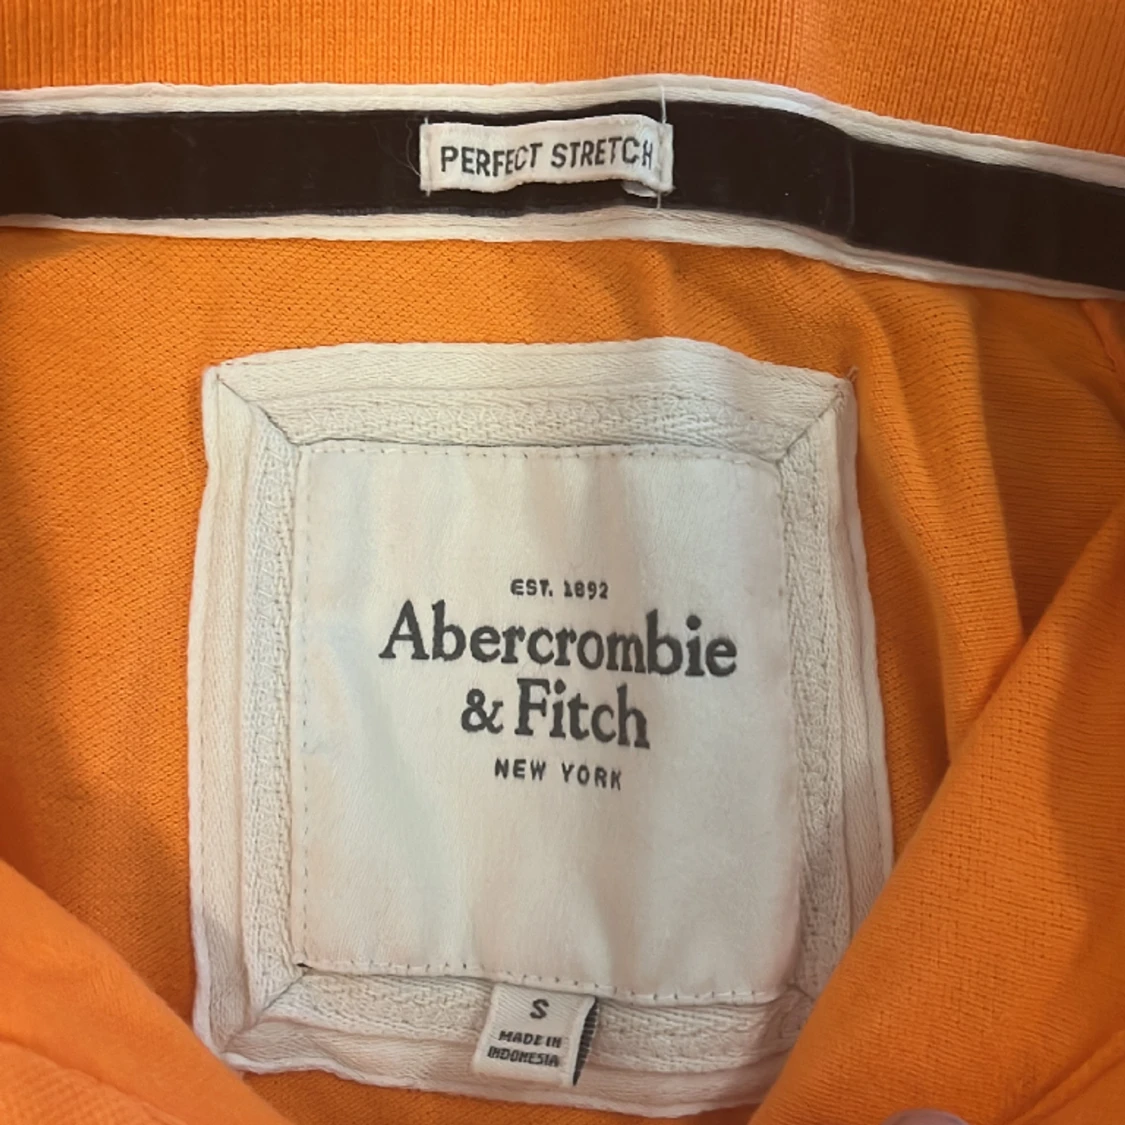 PERFECT STRETCH
EST. 1892
Abercrombie
& Fitch
NEW YORK
S
MADE IN
INDONESIA